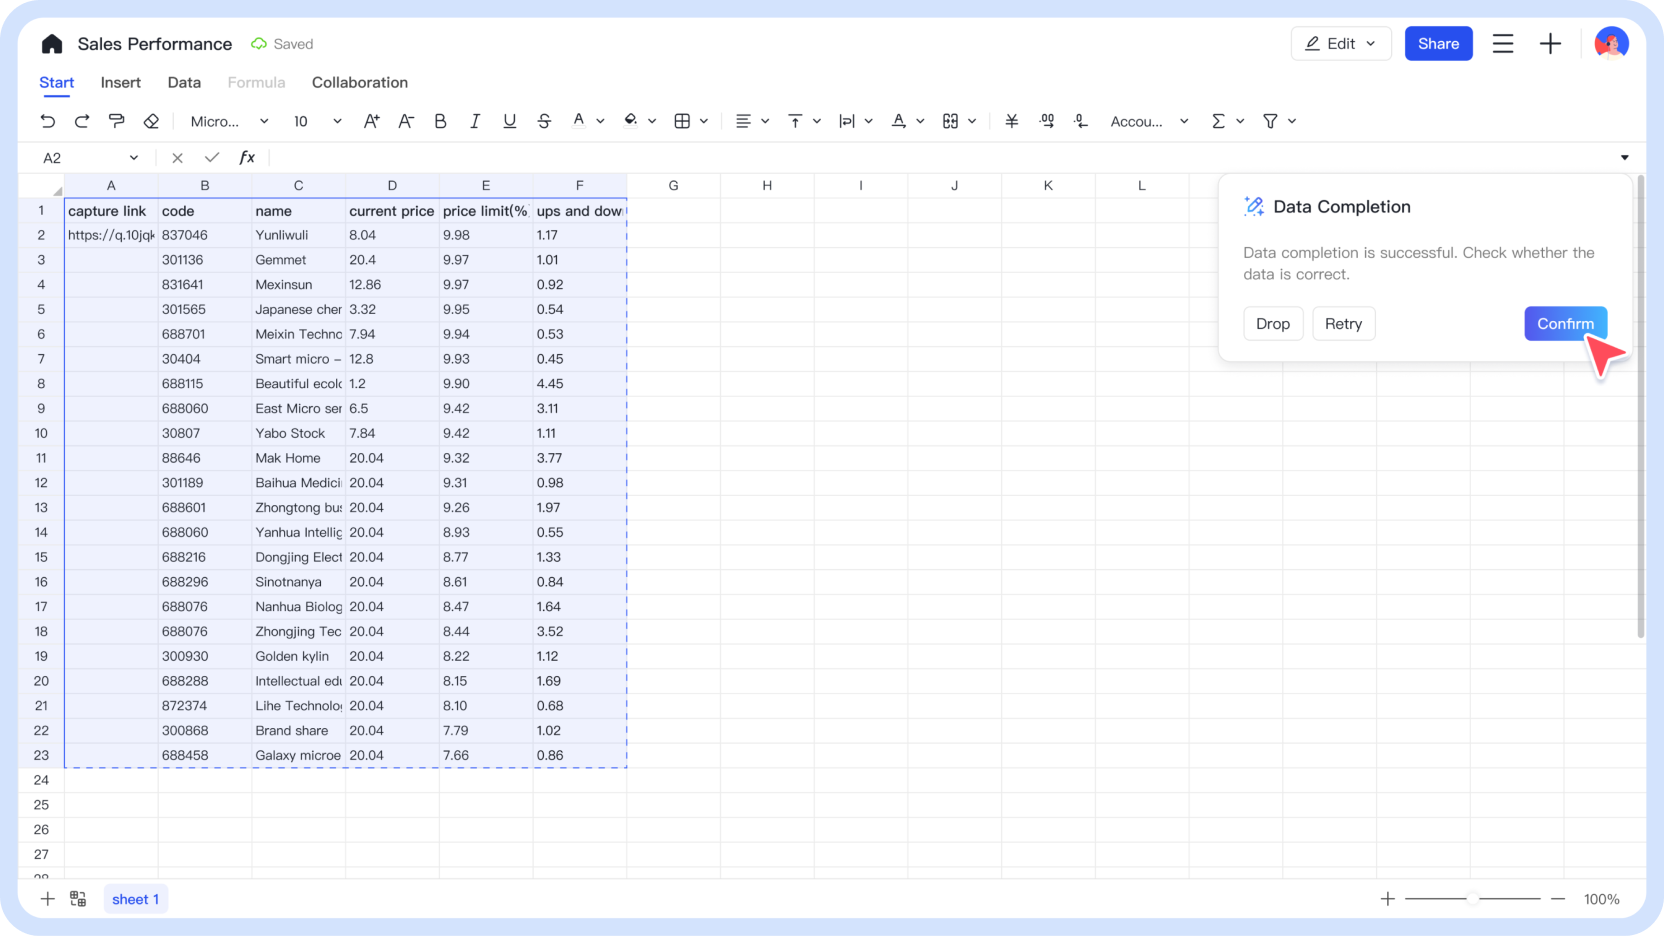 Sales Performance Saved Edit Share
Start Insert Data Formula Collaboration
Micro... 10 A+ A- B I U S A ¥ .00 .0 Accou... Σ
A2 fx
A B C D E F G H I J K L
1 capture link code name current price price limit(% ups and dow
2 https://q.10jqk 837046 Yunliwuli 8.04 9.98 1.17
3 301136 Gemmet 20.4 9.97 1.01
4 831641 Mexinsun 12.86 9.97 0.92
5 301565 Japanese cher 3.32 9.95 0.54
6 688701 Meixin Techno 7.94 9.94 0.53
7 30404 Smart micro – 12.8 9.93 0.45
8 688115 Beautiful ecolo 1.2 9.90 4.45
9 688060 East Micro ser 6.5 9.42 3.11
10 30807 Yabo Stock 7.84 9.42 1.11
11 88646 Mak Home 20.04 9.32 3.77
12 301189 Baihua Medici 20.04 9.31 0.98
13 688601 Zhongtong bus 20.04 9.26 1.97
14 688060 Yanhua Intellig 20.04 8.93 0.55
15 688216 Dongjing Elect 20.04 8.77 1.33
16 688296 Sinotnanya 20.04 8.61 0.84
17 688076 Nanhua Biolog 20.04 8.47 1.64
18 688076 Zhongjing Tec 20.04 8.44 3.52
19 300930 Golden kylin 20.04 8.22 1.12
20 688288 Intellectual edu 20.04 8.15 1.69
21 872374 Lihe Technolo 20.04 8.10 0.68
22 300868 Brand share 20.04 7.79 1.02
23 688458 Galaxy microe 20.04 7.66 0.86
24
25
26
27
28
Data Completion
Data completion is successful. Check whether the
data is correct.
Drop Retry Confirm
sheet 1 100%